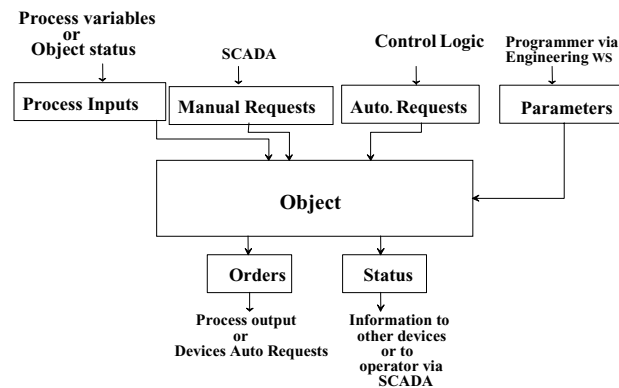 Process variables
or
Object status
SCADA
Control Logic
Programmer via
Engineering WS
Process Inputs
Manual Requests
Auto. Requests
Parameters
Object
Orders
Status
Process output
or
Devices Auto Requests
Information to
other devices
or to
operator via
SCADA